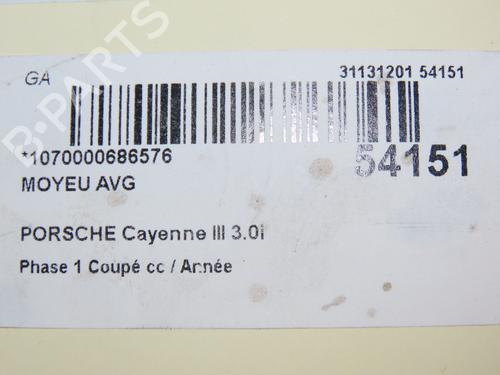 GA
31131201 54151
*1070000686576
54151
MOYEU AVG
PORSCHE Cayenne III 3.0i
Phase 1 Coupé cc / Année
B-PARTS